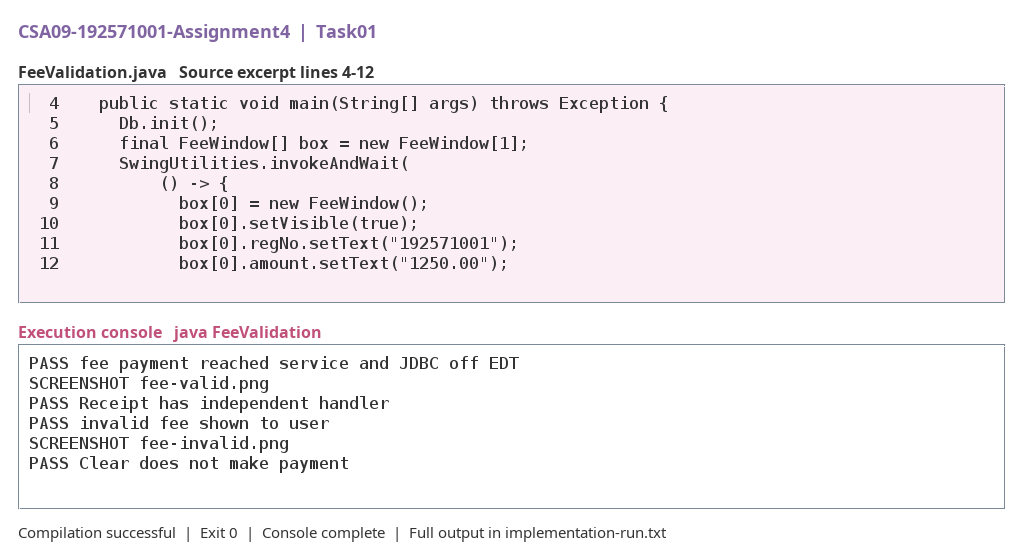 CSA09-192571001-Assignment4 | Task01
FeeValidation.java Source excerpt lines 4-12
4 public static void main(String[] args) throws Exception {
5 Db.init();
6 final FeeWindow[] box = new FeeWindow[1];
7 SwingUtilities.invokeAndWait(
8 () -> {
9 box[0] = new FeeWindow();
10 box[0].setVisible(true);
11 box[0].regNo.setText("192571001");
12 box[0].amount.setText("1250.00");
Execution console java FeeValidation
PASS fee payment reached service and JDBC off EDT
SCREENSHOT fee-valid.png
PASS Receipt has independent handler
PASS invalid fee shown to user
SCREENSHOT fee-invalid.png
PASS Clear does not make payment
Compilation successful | Exit 0 | Console complete | Full output in implementation-run.txt